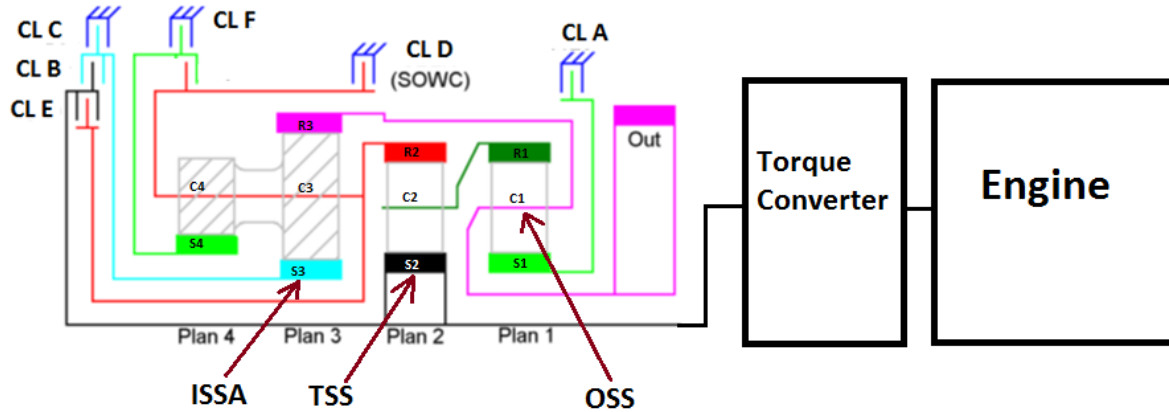 CL C
CL F
CL A
CL B
CL D
(SOWC)
CL E
R3
R2
R1
Out
C4
C3
C2
C1
S4
S3
S2
S1
Plan 4
Plan 3
Plan 2
Plan 1
Torque
Converter
Engine
ISSA
TSS
OSS